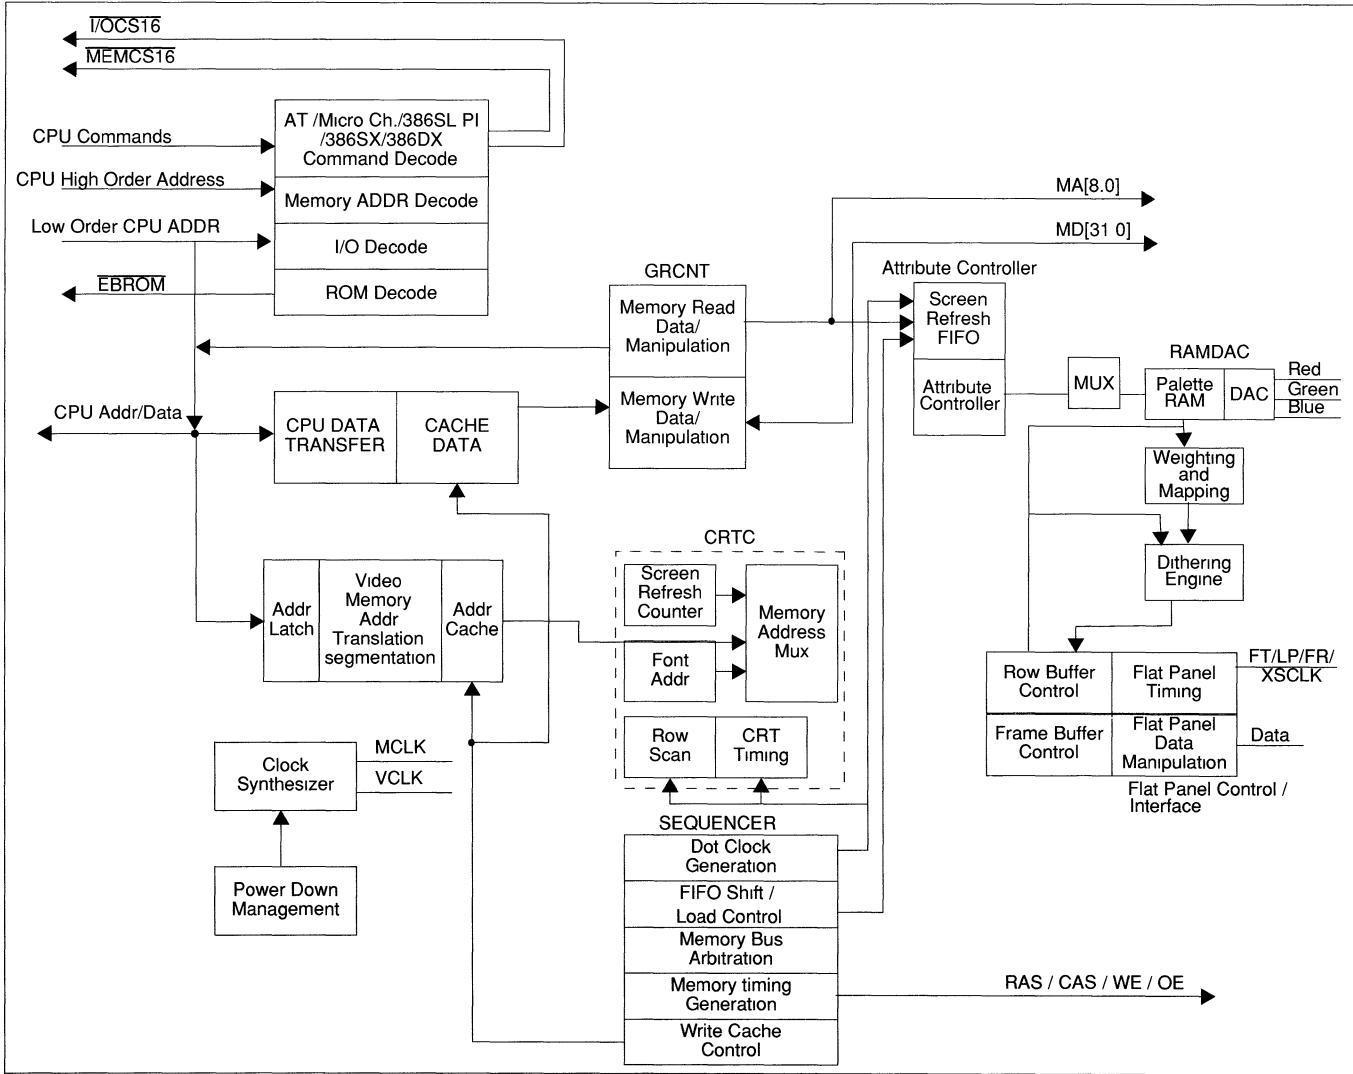 I/OCS16
MEMCS16
AT /Micro Ch./386SL PI
/386SX/386DX
Command Decode
CPU Commands
CPU High Order Address
Memory ADDR Decode
Low Order CPU ADDR
I/O Decode
EBROM
ROM Decode
MA[8.0]
MD[31 0]
GRCNT
Memory Read
Data/
Manipulation
Memory Write
Data/
Manipulation
Attribute Controller
Screen
Refresh
FIFO
Attribute
Controller
MUX
RAMDAC
Palette
RAM
DAC
Red
Green
Blue
CPU Addr/Data
CPU DATA
TRANSFER
CACHE
DATA
Weighting
and
Mapping
Dithering
Engine
CRTC
Screen
Refresh
Counter
Memory
Address
Mux
Font
Addr
Row
Scan
CRT
Timing
Addr
Latch
Video
Memory
Addr
Translation
segmentation
Addr
Cache
Row Buffer
Control
Flat Panel
Timing
FT/LP/FR/
XSCLK
Frame Buffer
Control
Flat Panel
Data
Manipulation
Data
Flat Panel Control /
Interface
Clock
Synthesizer
MCLK
VCLK
Power Down
Management
SEQUENCER
Dot Clock
Generation
FIFO Shift /
Load Control
Memory Bus
Arbitration
Memory timing
Generation
RAS / CAS / WE / OE
Write Cache
Control